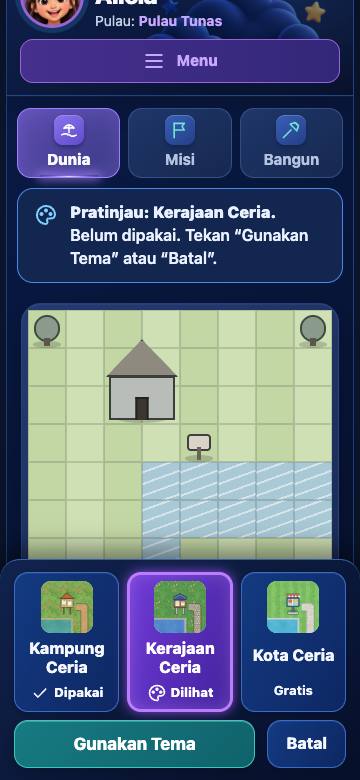 Alicia
Pulau: Pulau Tunas
Menu
Dunia
Misi
Bangun
Pratinjau: Kerajaan Ceria.
Belum dipakai. Tekan “Gunakan
Tema” atau “Batal”.
Kampung
Ceria
Dipakai
Kerajaan
Ceria
Dilihat
Kota Ceria
Gratis
Gunakan Tema
Batal